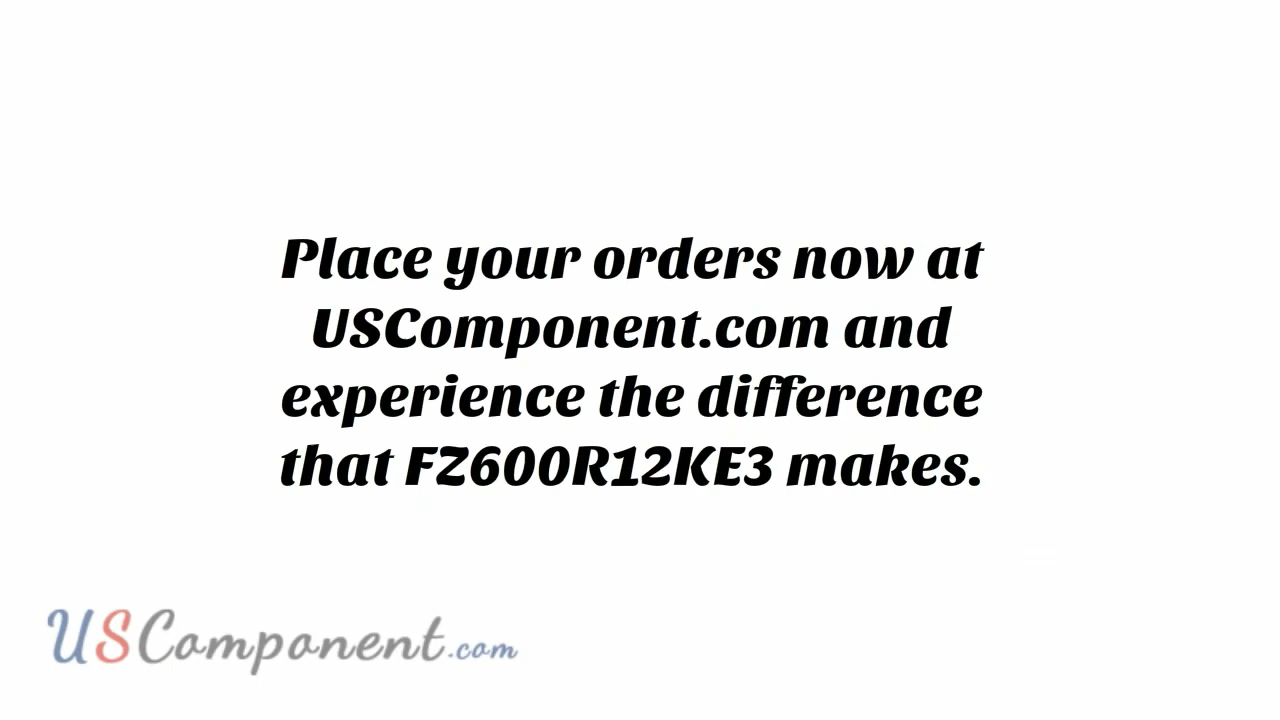 Place your orders now at
USComponent.com and
experience the difference
that FZ600R12KE3 makes.
USComponent.com